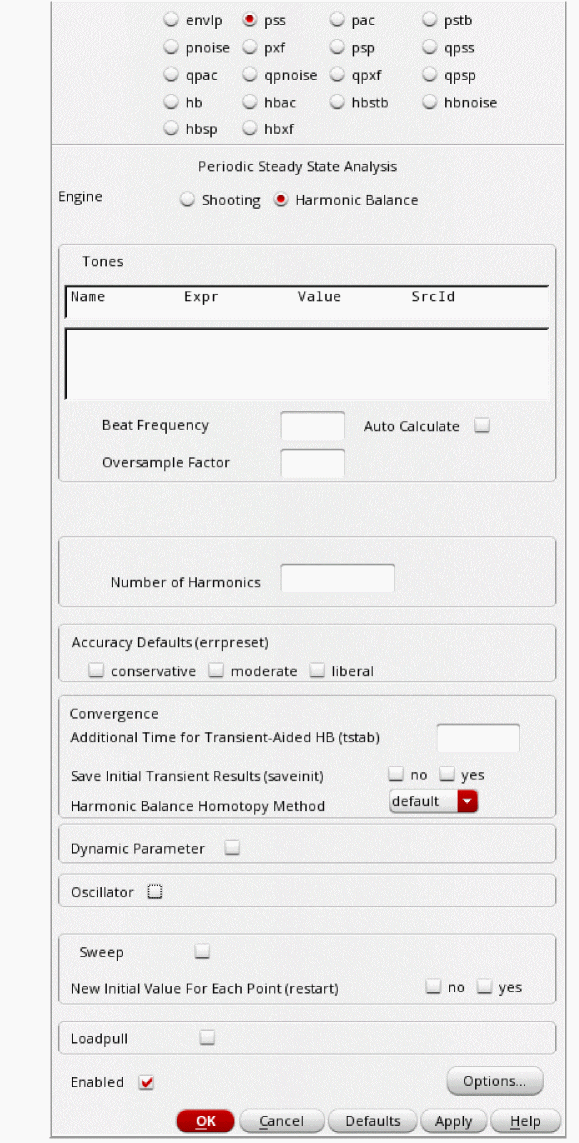 envlp pss pac pstb
pnoise pxf psp qpss
qpac qpnoise qpxf qpsp
hb hbac hbstb hbnoise
hbsp hbxf
Periodic Steady State Analysis
Engine Shooting Harmonic Balance
Tones
Name Expr Value SrcId
Beat Frequency Auto Calculate
Oversample Factor
Number of Harmonics
Accuracy Defaults (errpreset)
conservative moderate liberal
Convergence
Additional Time for Transient-Aided HB (tstab)
Save Initial Transient Results (saveinit) no yes
Harmonic Balance Homotopy Method default
Dynamic Parameter
Oscillator
Sweep
New Initial Value For Each Point (restart) no yes
Loadpull
Enabled Options...
OK Cancel Defaults Apply Help